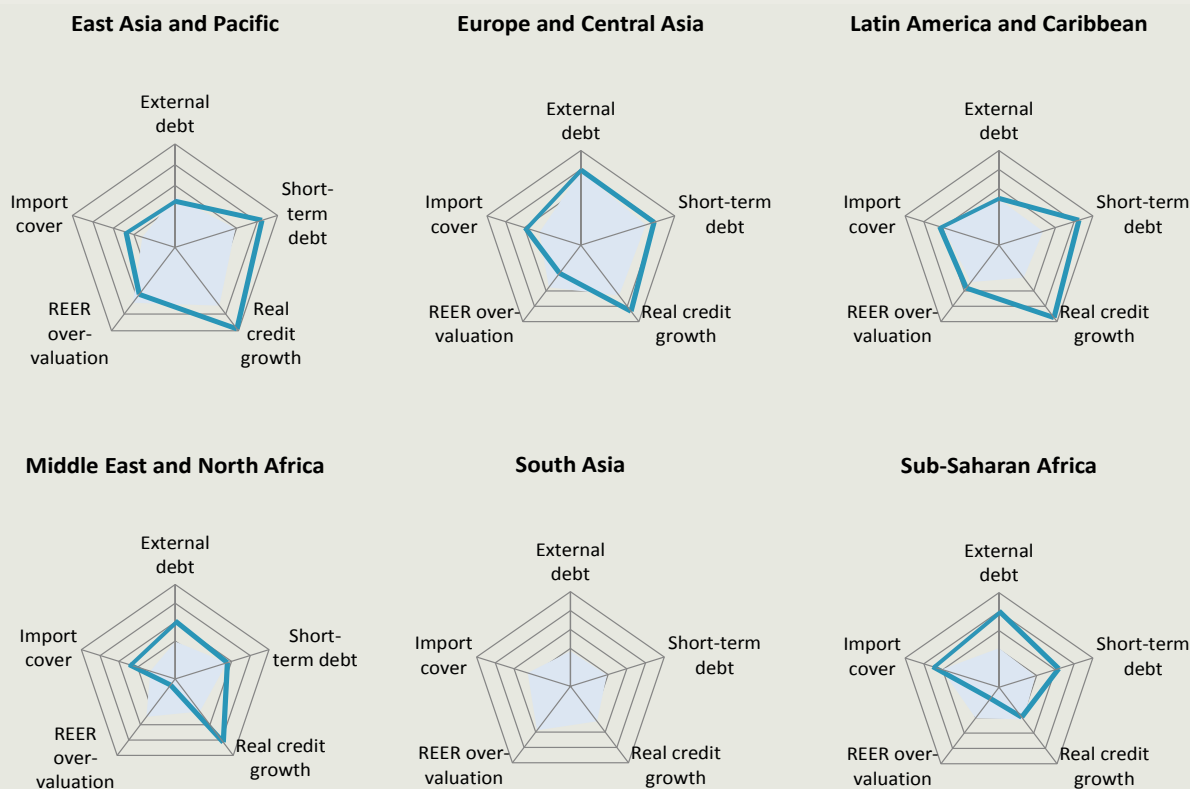 East Asia and Pacific
External
debt
Short-
term
debt
Real
credit
growth
REER
over-
valuation
Import
cover
Europe and Central Asia
External
debt
Short-term
debt
Real credit
growth
REER over-
valuation
Import
cover
Latin America and Caribbean
External
debt
Short-term
debt
Real credit
growth
REER over-
valuation
Import
cover
Middle East and North Africa
External
debt
Short-
term debt
Real credit
growth
REER
over-
valuation
Import
cover
South Asia
External
debt
Short-term
debt
Real credit
growth
REER over-
valuation
Import
cover
Sub-Saharan Africa
External
debt
Short-term
debt
Real credit
growth
REER over-
valuation
Import
cover